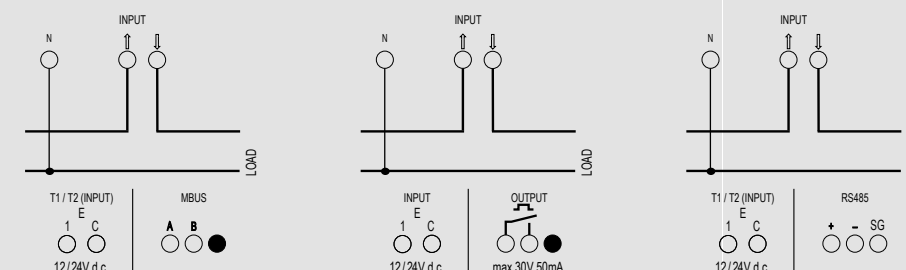 INPUT
N
LOAD
T1 / T2 (INPUT)
E
1 C
12/24V d.c.
MBUS
A B
INPUT
N
LOAD
INPUT
E
1 C
12/24V d.c.
OUTPUT
max 30V 50mA
INPUT
N
T1 / T2 (INPUT)
E
1 C
12/24V d.c.
RS485
+ – SG